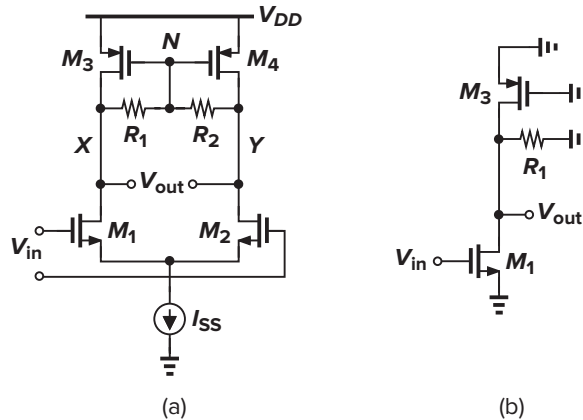 V_DD
N
M_3
M_4
R_1
R_2
X
Y
V_out
V_in
M_1
M_2
I_SS
(a)
M_3
R_1
V_out
V_in
M_1
(b)